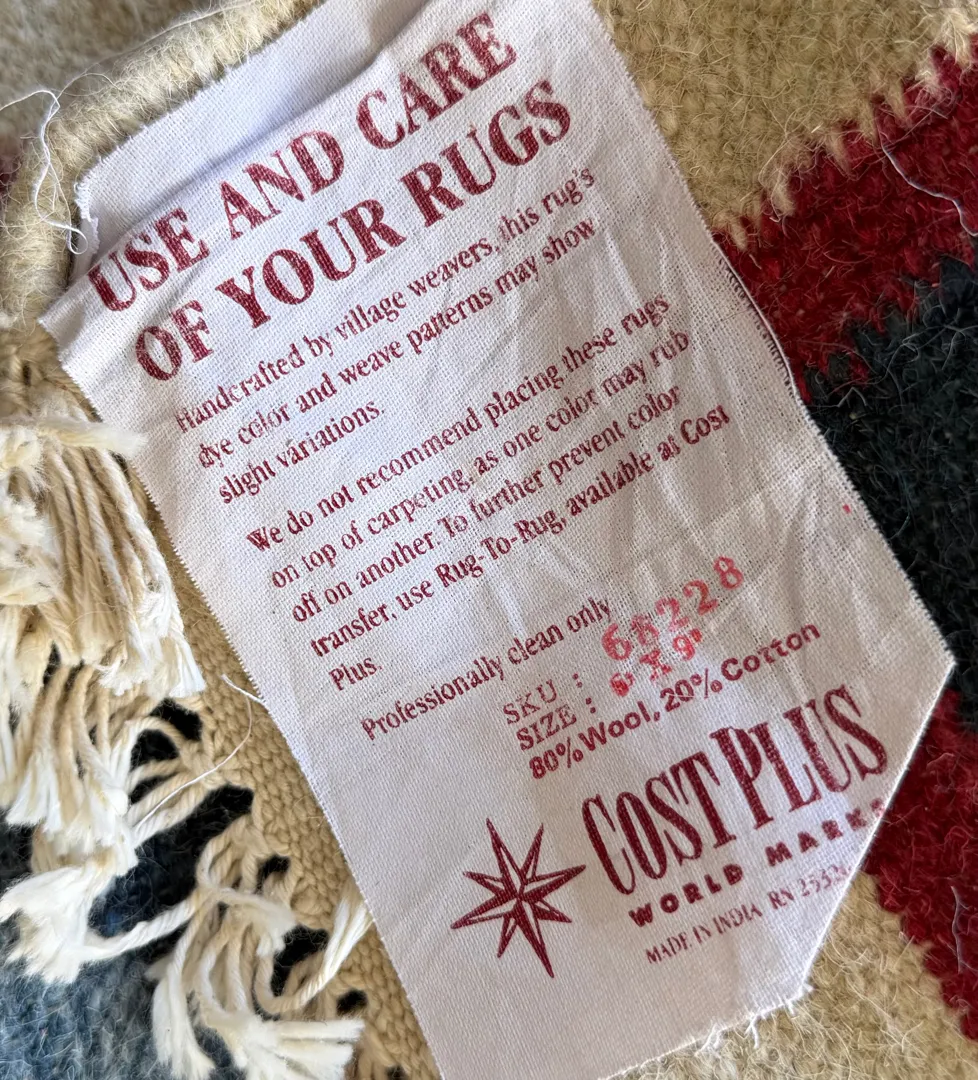 USE AND CARE
OF YOUR RUGS
Handcrafted by village weavers, this rug's
dye color and weave patterns may show
slight variations.
We do not recommend placing these rugs
on top of carpeting, as one color may rub
off on another. To further prevent color
transfer, use Rug-To-Rug, available at Cost
Plus.
Professionally clean only
SKU :
SIZE : 6' X 9'
80% Wool, 20% Cotton
COST PLUS
WORLD
MADE IN INDIA RN